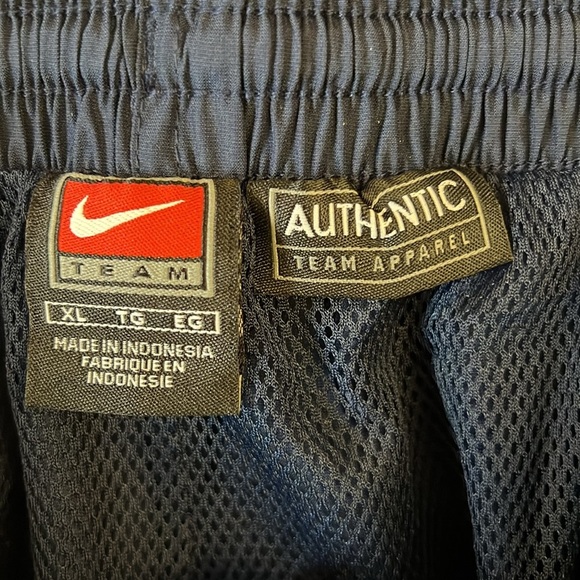 TEAM
XL TG EG
MADE IN INDONESIA
FABRIQUE EN
INDONESIE
AUTHENTIC
TEAM APPAREL